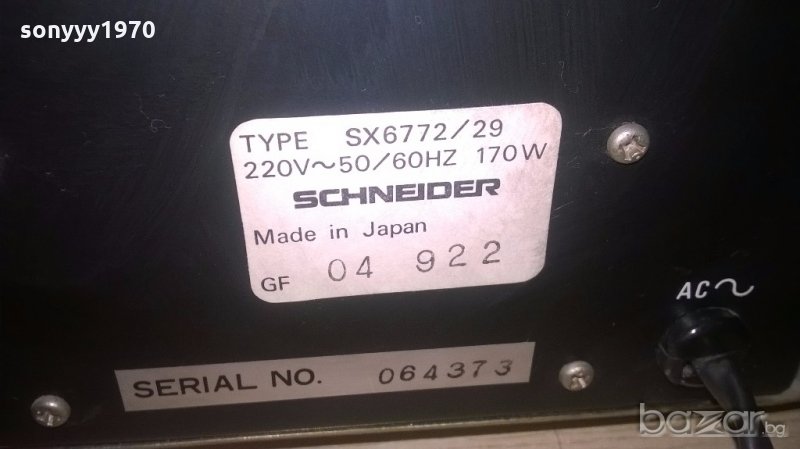 sonyyy1970
TYPE SX6772/29
220V~50/60HZ 170W
SCHNEIDER
Made in Japan
GF 04 922
AC~
SERIAL NO. 064373
bazar.bg